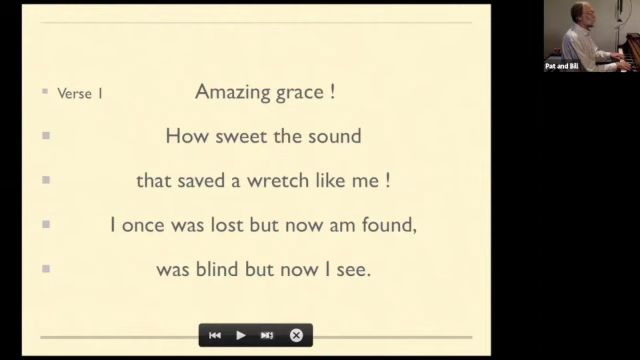 Verse 1 Amazing grace !
How sweet the sound
that saved a wretch like me !
I once was lost but now am found,
was blind but now I see.
Pat and Bill